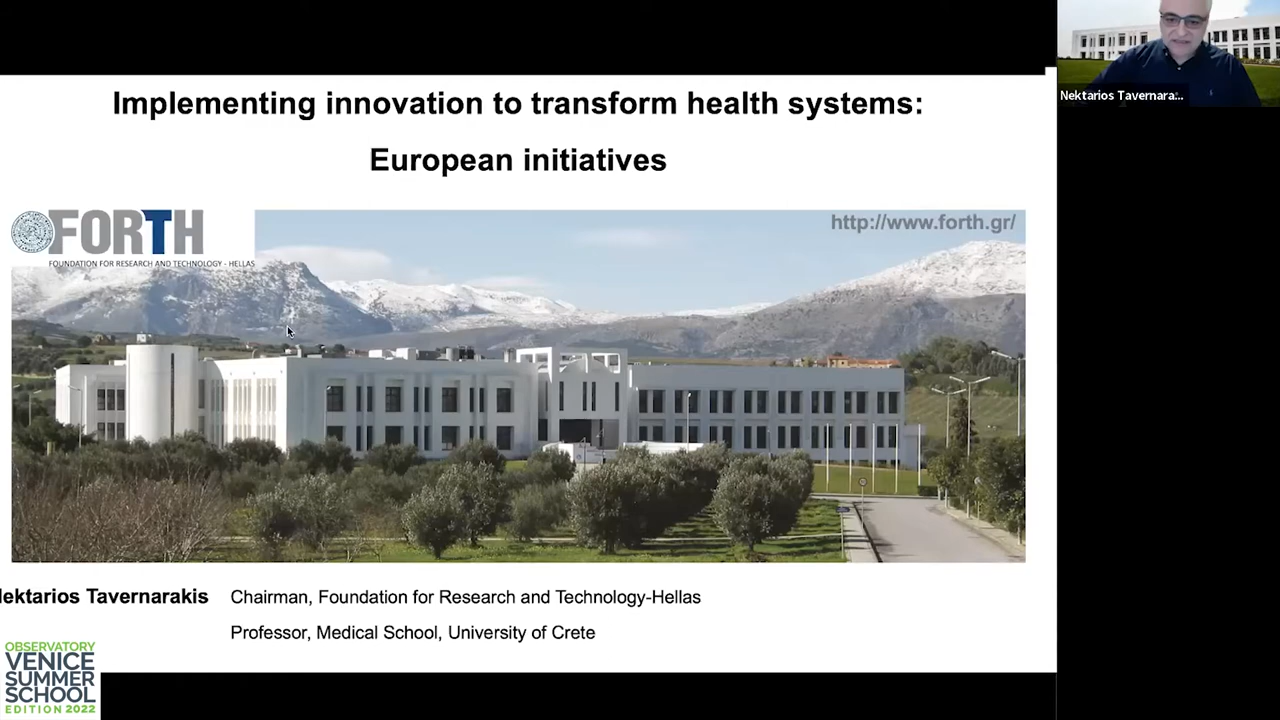 Implementing innovation to transform health systems:
European initiatives
FORTH
FOUNDATION FOR RESEARCH AND TECHNOLOGY - HELLAS
http://www.forth.gr/
Nektarios Tavernara...
ektarios Tavernarakis Chairman, Foundation for Research and Technology-Hellas
Professor, Medical School, University of Crete
OBSERVATORY
VENICE
SUMMER
SCHOOL
EDITION 2022